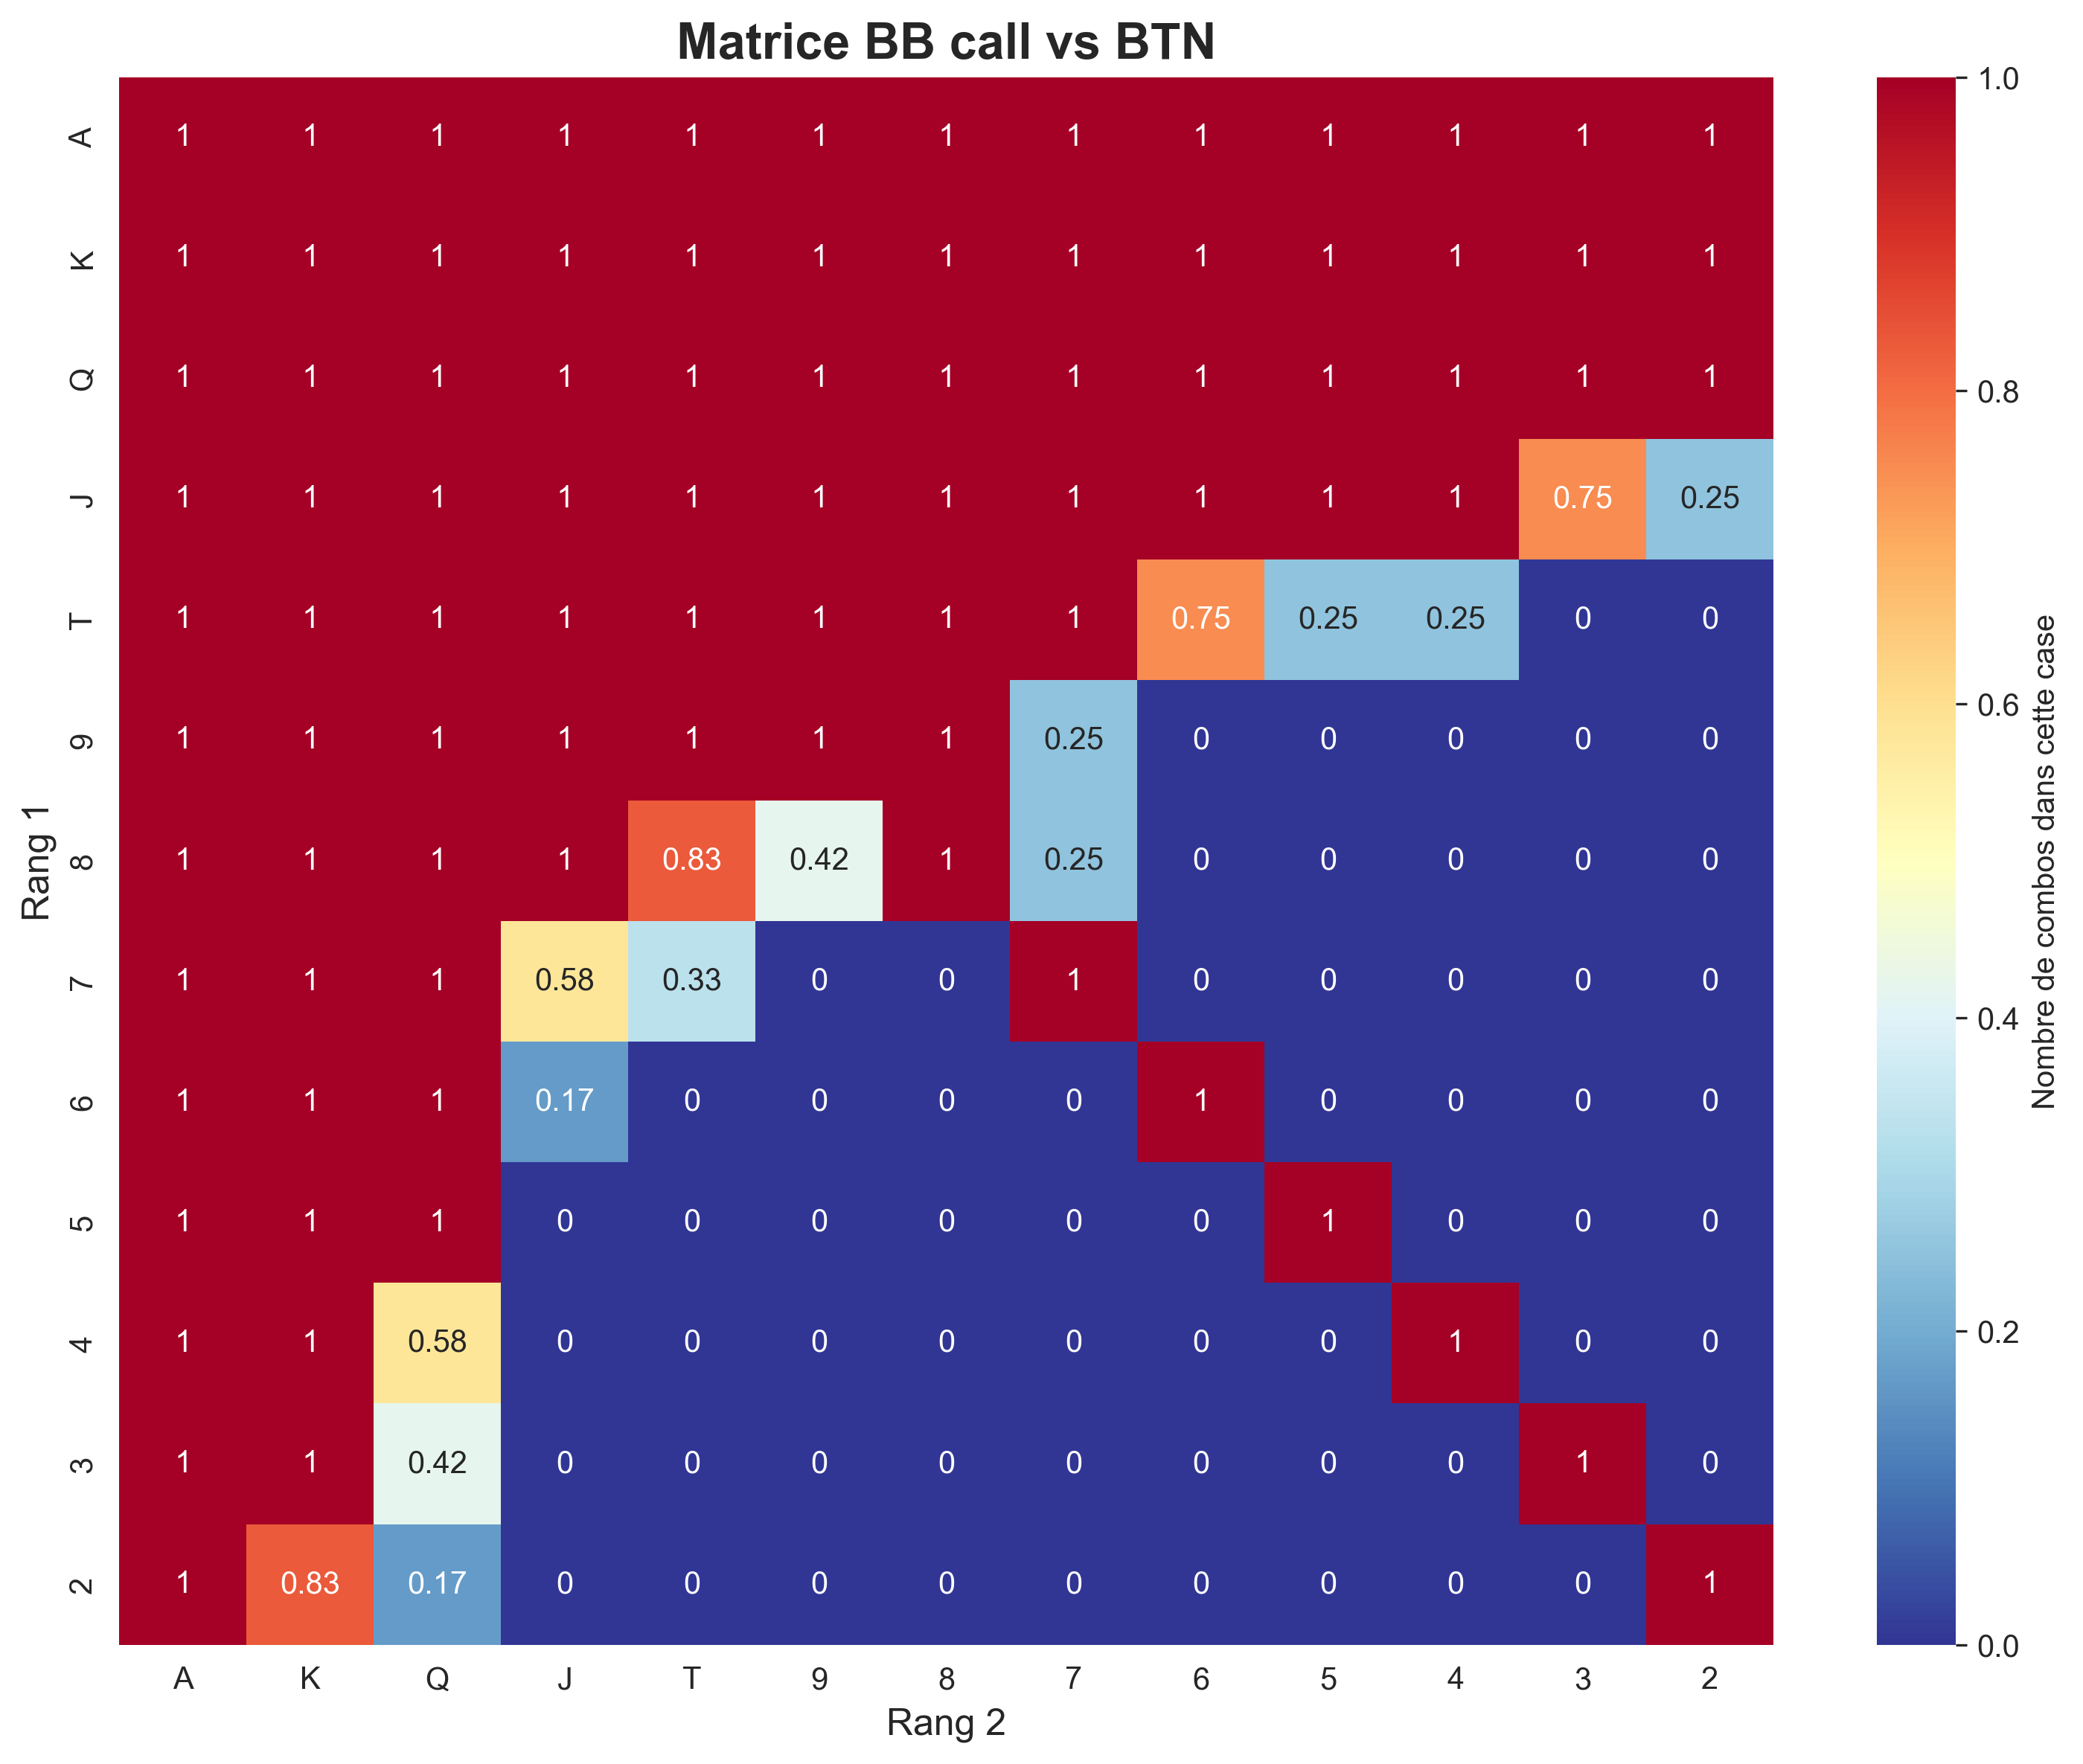 Matrice BB call vs BTN
A 1 1 1 1 1 1 1 1 1 1 1 1 1
K 1 1 1 1 1 1 1 1 1 1 1 1 1
Q 1 1 1 1 1 1 1 1 1 1 1 1 1
J 1 1 1 1 1 1 1 1 1 1 1 0.75 0.25
T 1 1 1 1 1 1 1 1 0.75 0.25 0.25 0 0
9 1 1 1 1 1 1 1 0.25 0 0 0 0 0
8 1 1 1 1 0.83 0.42 1 0.25 0 0 0 0 0
7 1 1 1 0.58 0.33 0 0 1 0 0 0 0 0
6 1 1 1 0.17 0 0 0 0 1 0 0 0 0
5 1 1 1 0 0 0 0 0 0 1 0 0 0
4 1 1 0.58 0 0 0 0 0 0 0 1 0 0
3 1 1 0.42 0 0 0 0 0 0 0 0 1 0
2 1 0.83 0.17 0 0 0 0 0 0 0 0 0 1
A K Q J T 9 8 7 6 5 4 3 2
Rang 2
Rang 1
1.0
0.8
0.6
0.4
0.2
0.0
Nombre de combos dans cette case